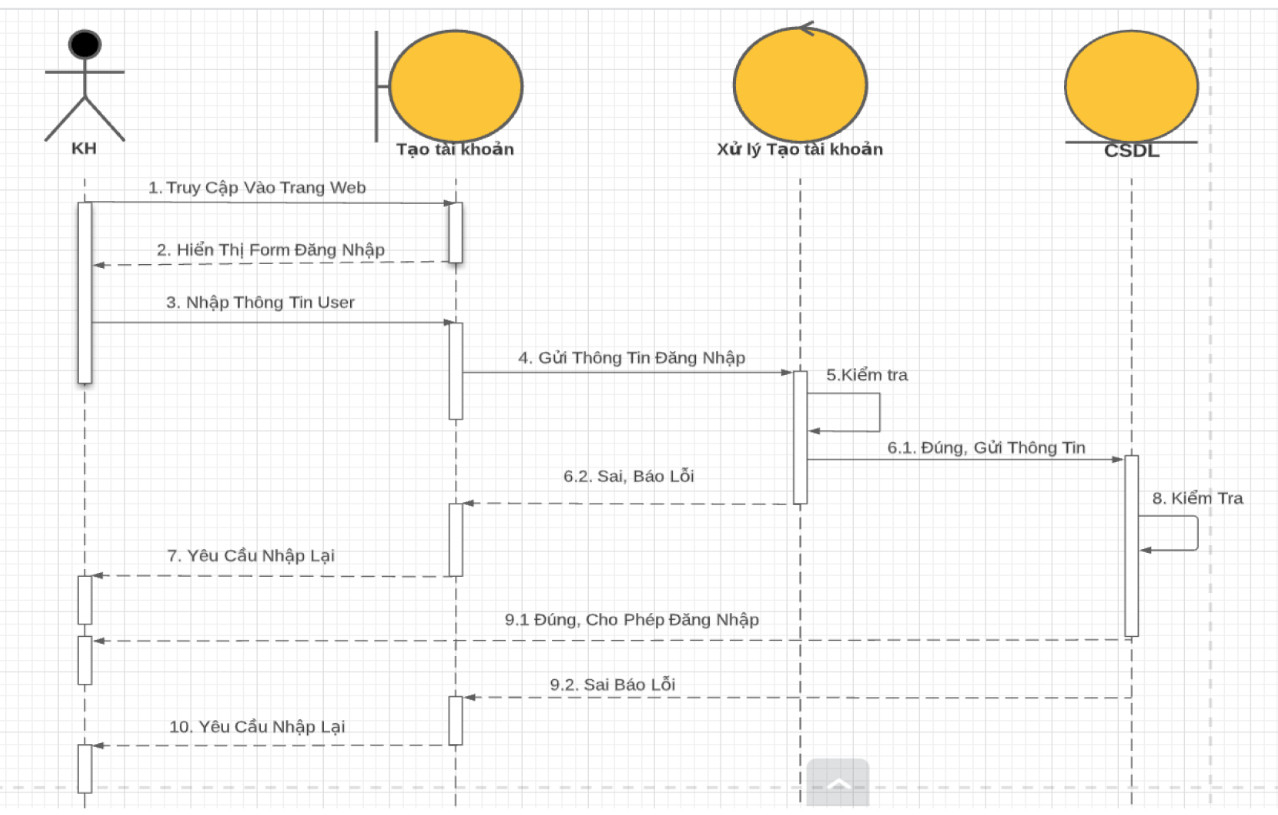 KH
Tạo tài khoản
Xử lý Tạo tài khoản
CSDL
1. Truy Cập Vào Trang Web
2. Hiển Thị Form Đăng Nhập
3. Nhập Thông Tin User
4. Gửi Thông Tin Đăng Nhập
5.Kiểm tra
6.1. Đúng, Gửi Thông Tin
6.2. Sai, Báo Lỗi
8. Kiểm Tra
7. Yêu Cầu Nhập Lại
9.1 Đúng, Cho Phép Đăng Nhập
9.2. Sai Báo Lỗi
10. Yêu Cầu Nhập Lại